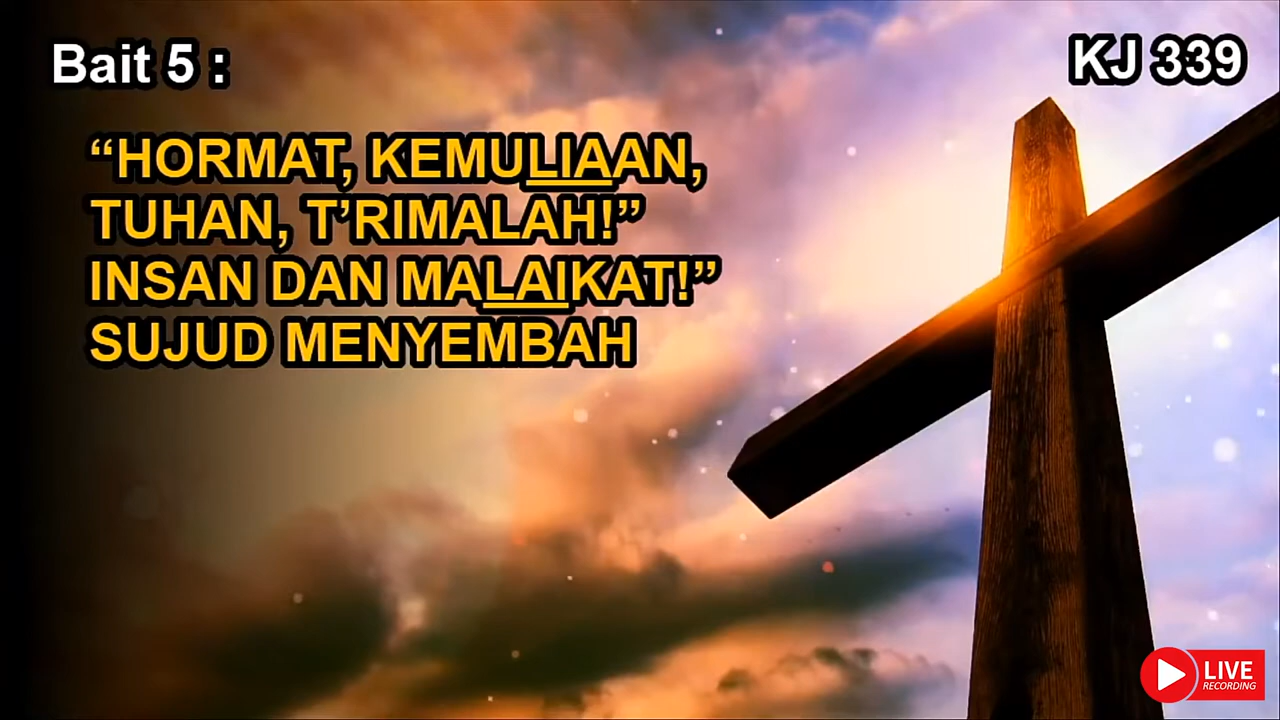 Bait 5 :
KJ 339
“HORMAT, KEMULIAAN,
TUHAN, T’RIMALAH!”
INSAN DAN MALAIKAT!”
SUJUD MENYEMBAH
LIVE
RECORDING